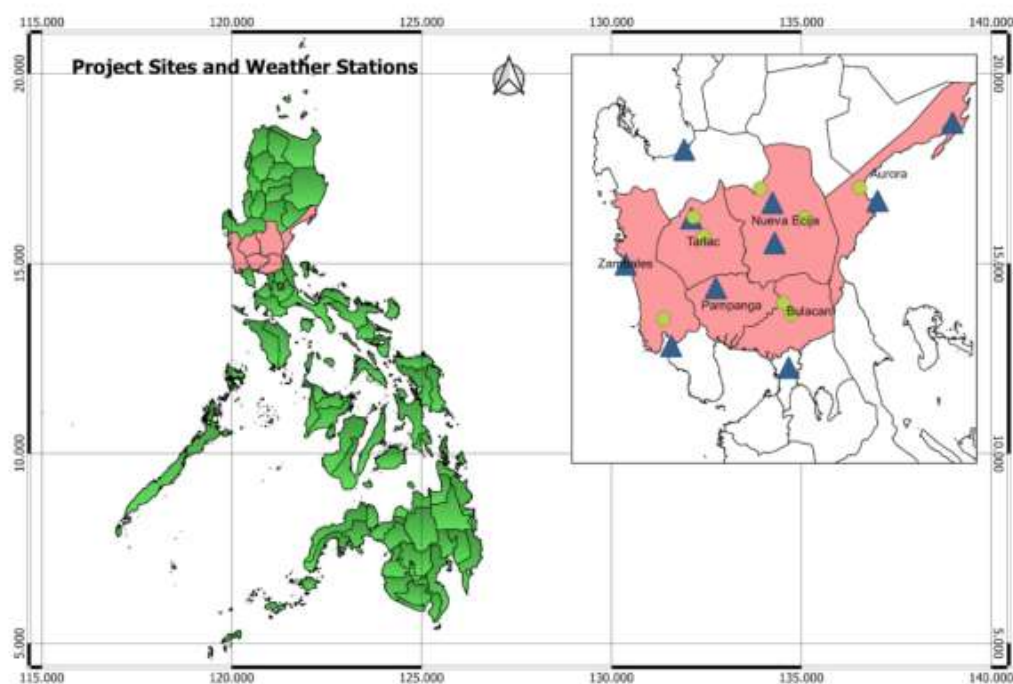 115.000 120.000 125.000 130.000 135.000 140.000
Project Sites and Weather Stations
20.000 20.000
Aurora
Nueva Ecija
Tarlac
15.000 Zambales 15.000
Pampanga
Bulacan
10.000 10.000
5.000 5.000
115.000 120.000 125.000 130.000 135.000 140.000